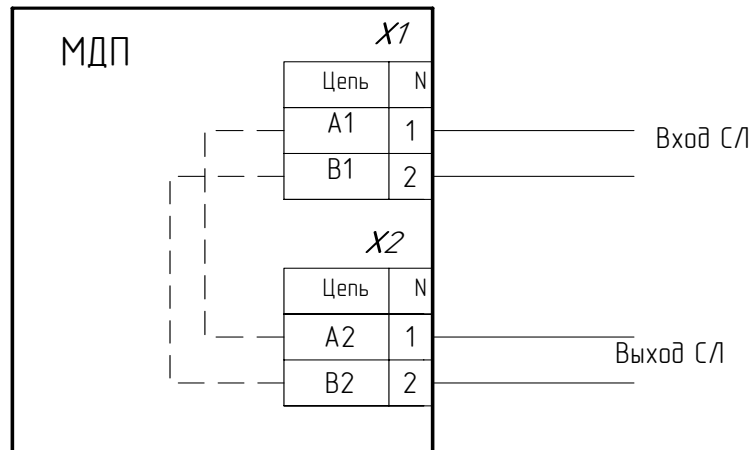 МДП
X1
Цепь N
A1 1
B1 2
Вход СЛ
X2
Цепь N
A2 1
B2 2
Выход СЛ